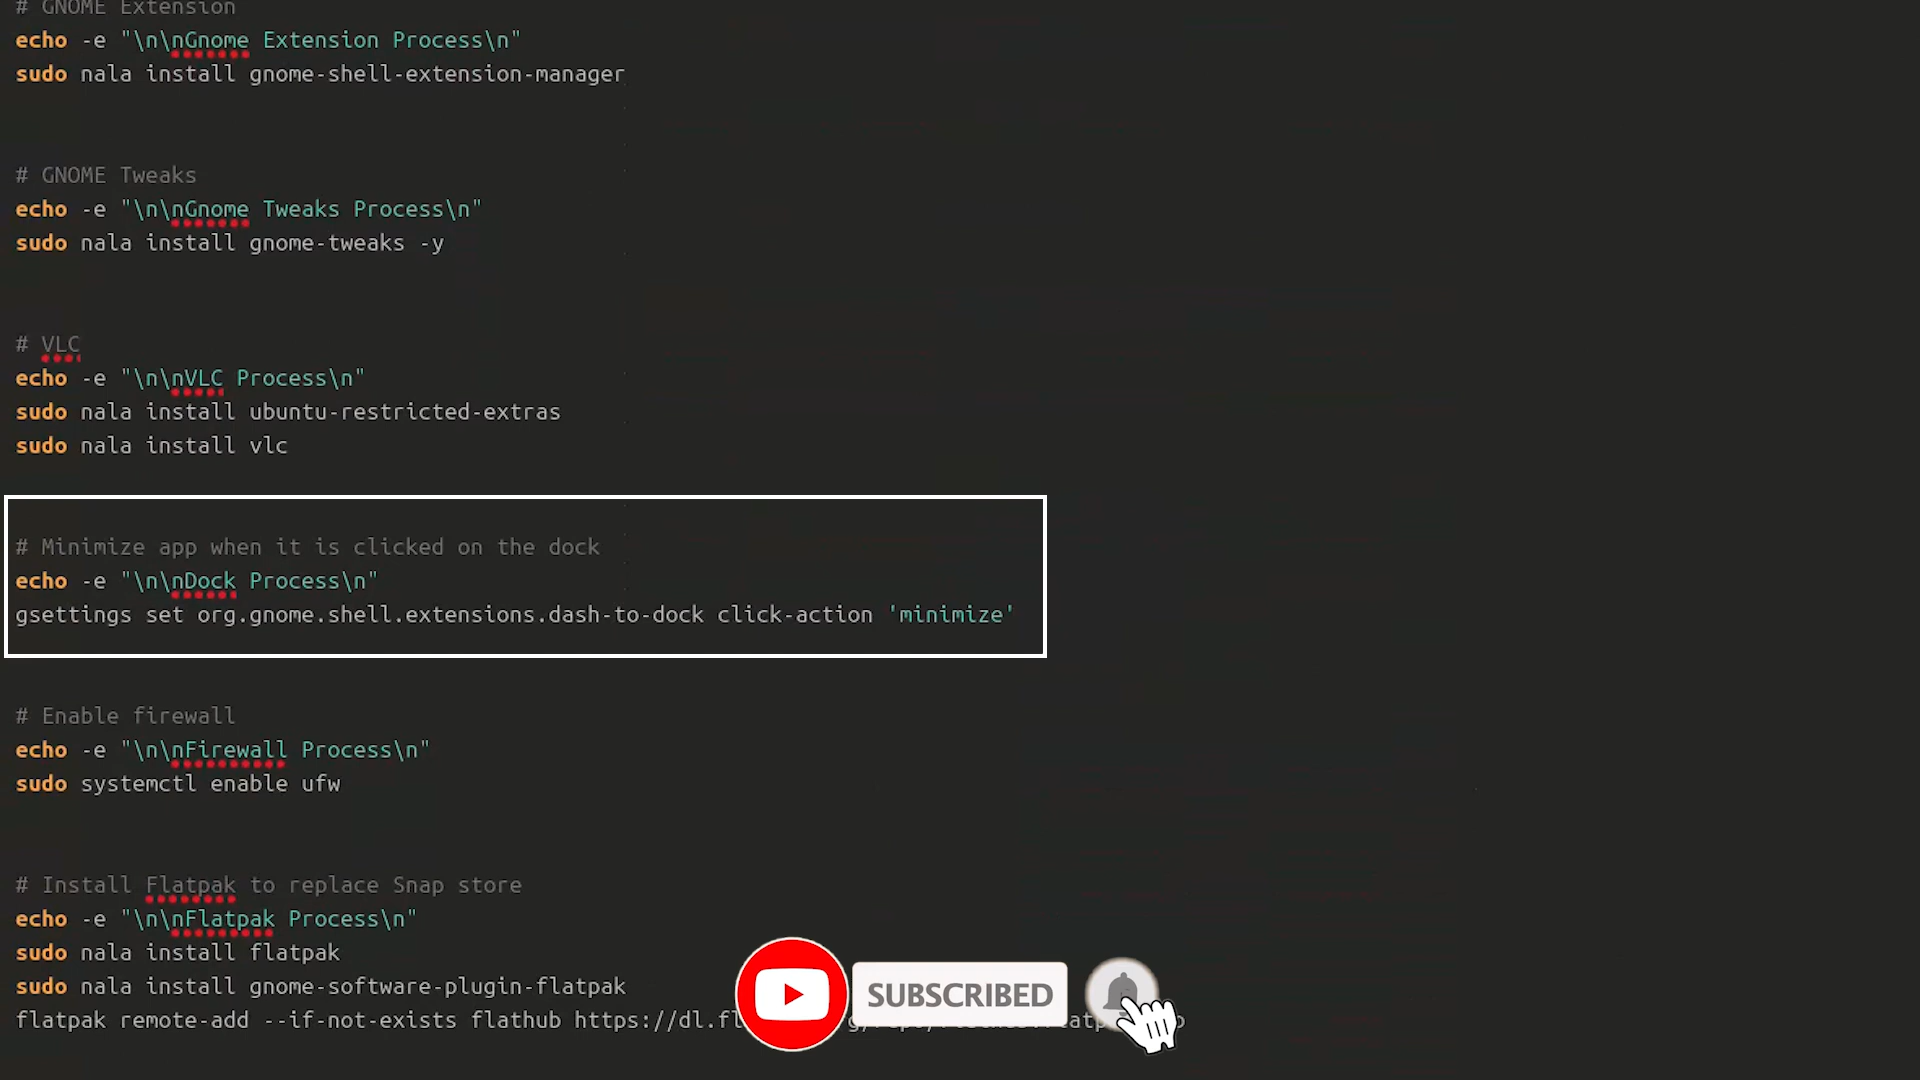 # GNOME Extension
echo -e "\n\nGnome Extension Process\n"
sudo nala install gnome-shell-extension-manager
# GNOME Tweaks
echo -e "\n\nGnome Tweaks Process\n"
sudo nala install gnome-tweaks -y
# VLC
echo -e "\n\nVLC Process\n"
sudo nala install ubuntu-restricted-extras
sudo nala install vlc
# Minimize app when it is clicked on the dock
echo -e "\n\nDock Process\n"
gsettings set org.gnome.shell.extensions.dash-to-dock click-action 'minimize'
# Enable firewall
echo -e "\n\nFirewall Process\n"
sudo systemctl enable ufw
# Install Flatpak to replace Snap store
echo -e "\n\nFlatpak Process\n"
sudo nala install flatpak
sudo nala install gnome-software-plugin-flatpak
flatpak remote-add --if-not-exists flathub
SUBSCRIBED